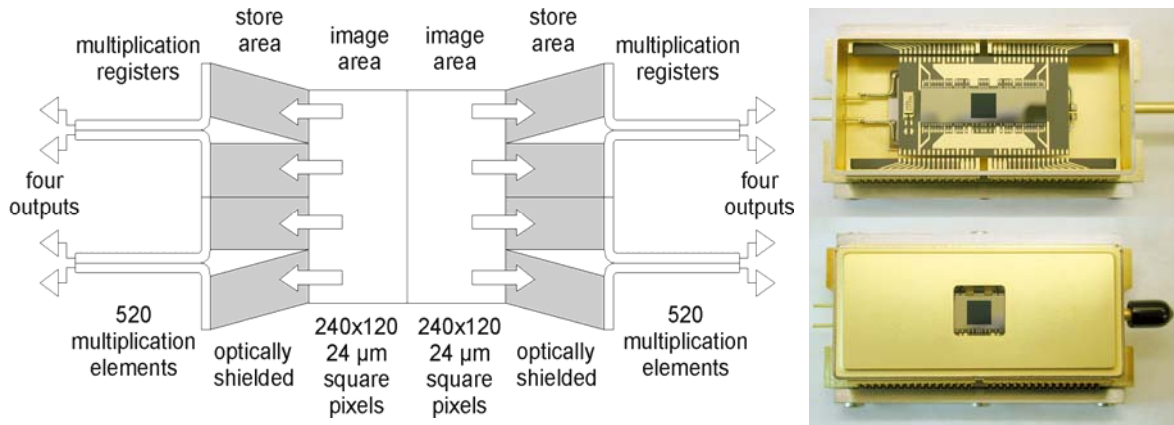 store
area
image
area
image
area
store
area
multiplication
registers
multiplication
registers
four
outputs
four
outputs
520
multiplication
elements
optically
shielded
240x120
24 µm
square
pixels
240x120
24 µm
square
pixels
optically
shielded
520
multiplication
elements